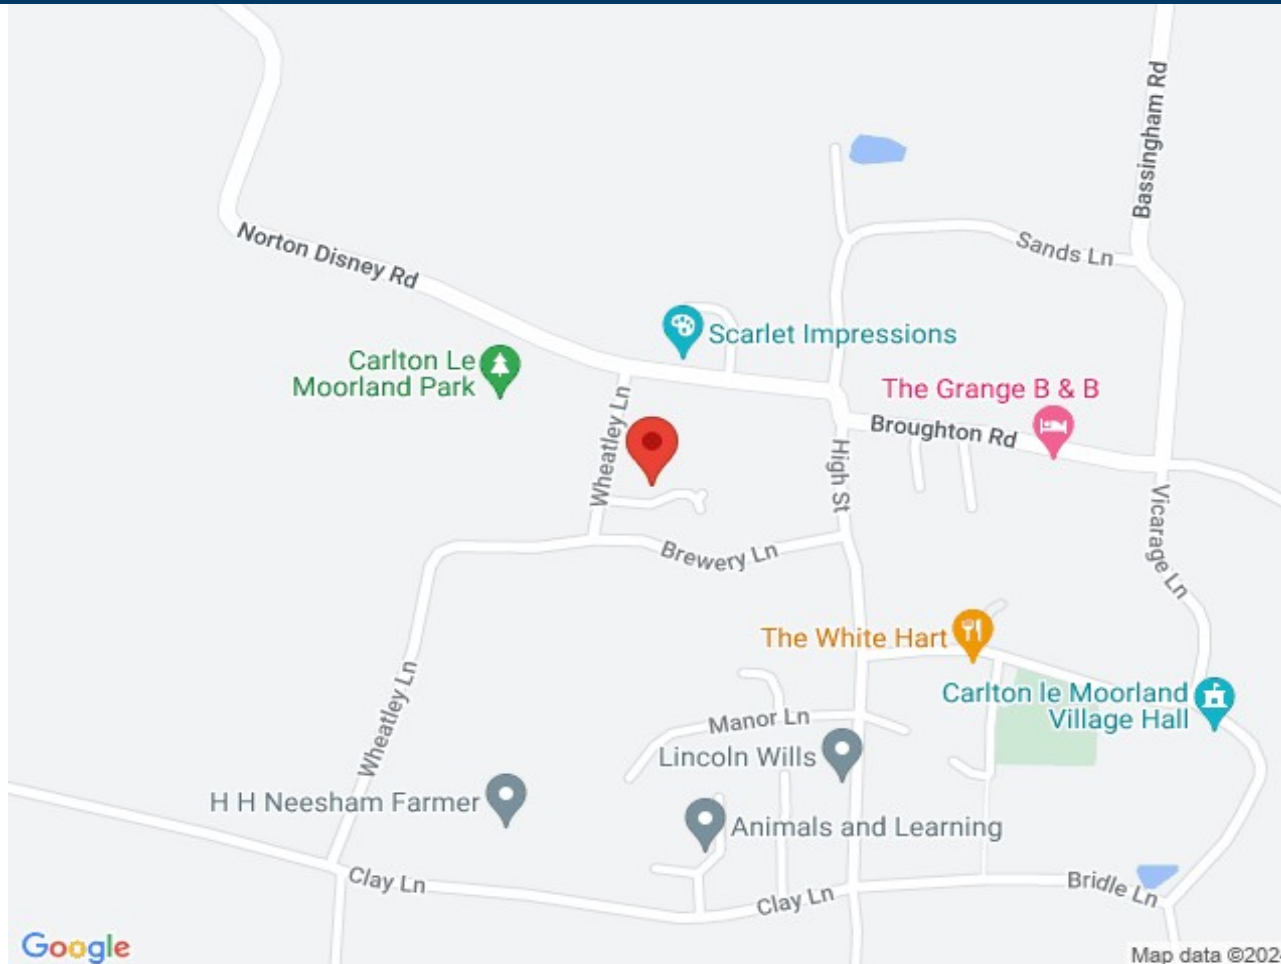 Bassingham Rd
Norton Disney Rd
Sands Ln
Scarlet Impressions
Carlton Le
Moorland Park
The Grange B & B
Wheatley Ln
Broughton Rd
High St
Vicarage Ln
Brewery Ln
The White Hart
Wheatley Ln
Carlton le Moorland
Village Hall
Manor Ln
Lincoln Wills
H H Neesham Farmer
Animals and Learning
Clay Ln
Clay Ln
Bridle Ln
Google
Map data ©202